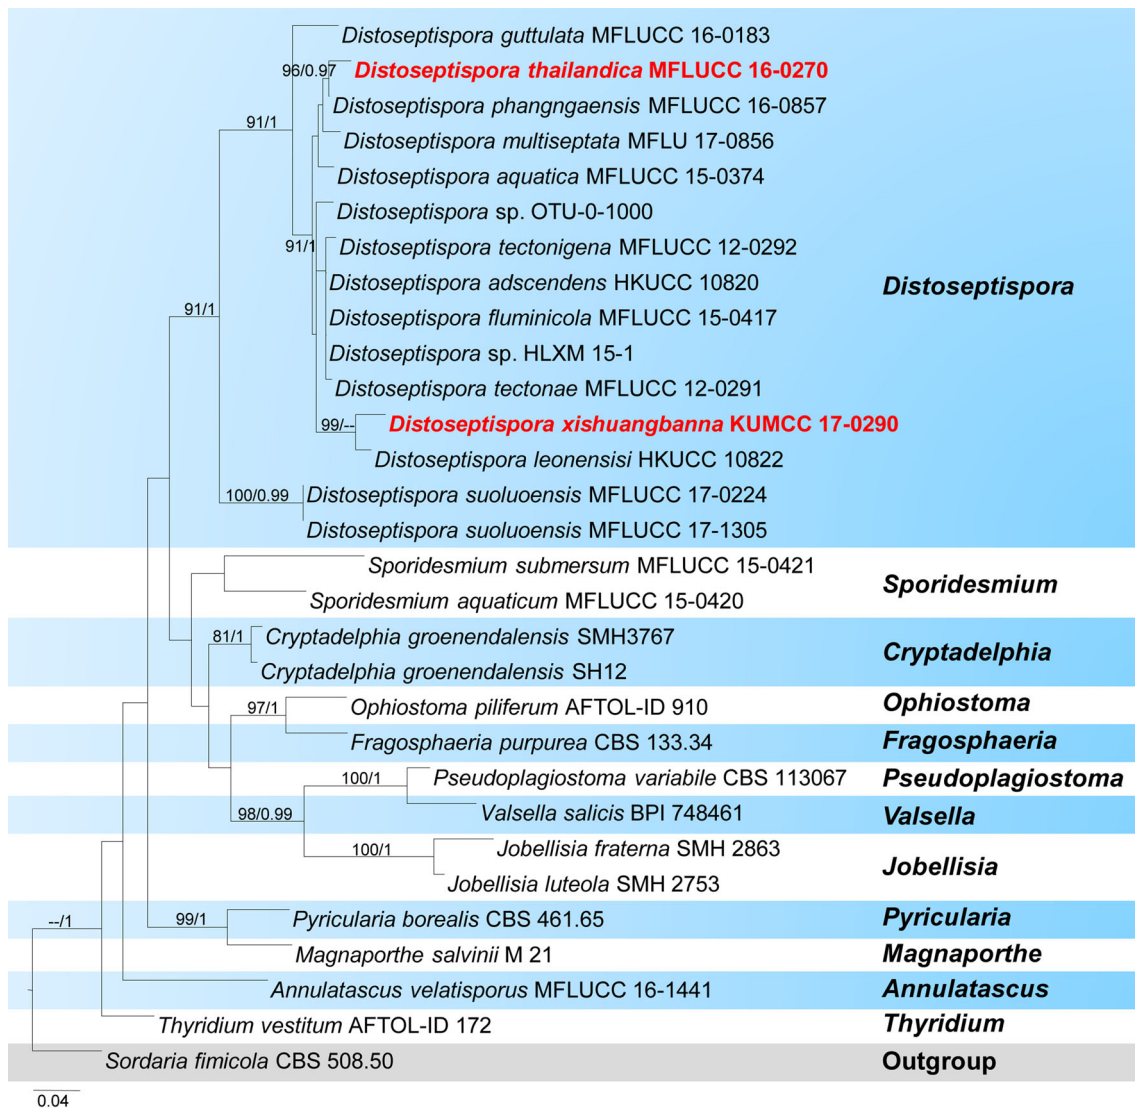 Distoseptispora guttulata MFLUCC 16-0183
96/0.97
Distoseptispora thailandica MFLUCC 16-0270
Distoseptispora phangngaensis MFLUCC 16-0857
91/1
Distoseptispora multiseptata MFLU 17-0856
Distoseptispora aquatica MFLUCC 15-0374
Distoseptispora sp. OTU-0-1000
91/1
Distoseptispora tectonigena MFLUCC 12-0292
Distoseptispora adscendens HKUCC 10820
Distoseptispora
91/1
Distoseptispora fluminicola MFLUCC 15-0417
Distoseptispora sp. HLXM 15-1
Distoseptispora tectonae MFLUCC 12-0291
99/--
Distoseptispora xishuangbanna KUMCC 17-0290
Distoseptispora leonensisi HKUCC 10822
100/0.99
Distoseptispora suoluoensis MFLUCC 17-0224
Distoseptispora suoluoensis MFLUCC 17-1305
Sporidesmium submersum MFLUCC 15-0421
Sporidesmium
Sporidesmium aquaticum MFLUCC 15-0420
81/1
Cryptadelphia groenendalensis SMH3767
Cryptadelphia
Cryptadelphia groenendalensis SH12
97/1
Ophiostoma piliferum AFTOL-ID 910
Ophiostoma
Fragosphaeria purpurea CBS 133.34
Fragosphaeria
100/1
Pseudoplagiostoma variabile CBS 113067
Pseudoplagiostoma
98/0.99
Valsella salicis BPI 748461
Valsella
100/1
Jobellisia fraterna SMH 2863
Jobellisia
Jobellisia luteola SMH 2753
--/1
99/1
Pyricularia borealis CBS 461.65
Pyricularia
Magnaporthe salvinii M 21
Magnaporthe
Annulatascus velatisporus MFLUCC 16-1441
Annulatascus
Thyridium vestitum AFTOL-ID 172
Thyridium
Sordaria fimicola CBS 508.50
Outgroup
0.04